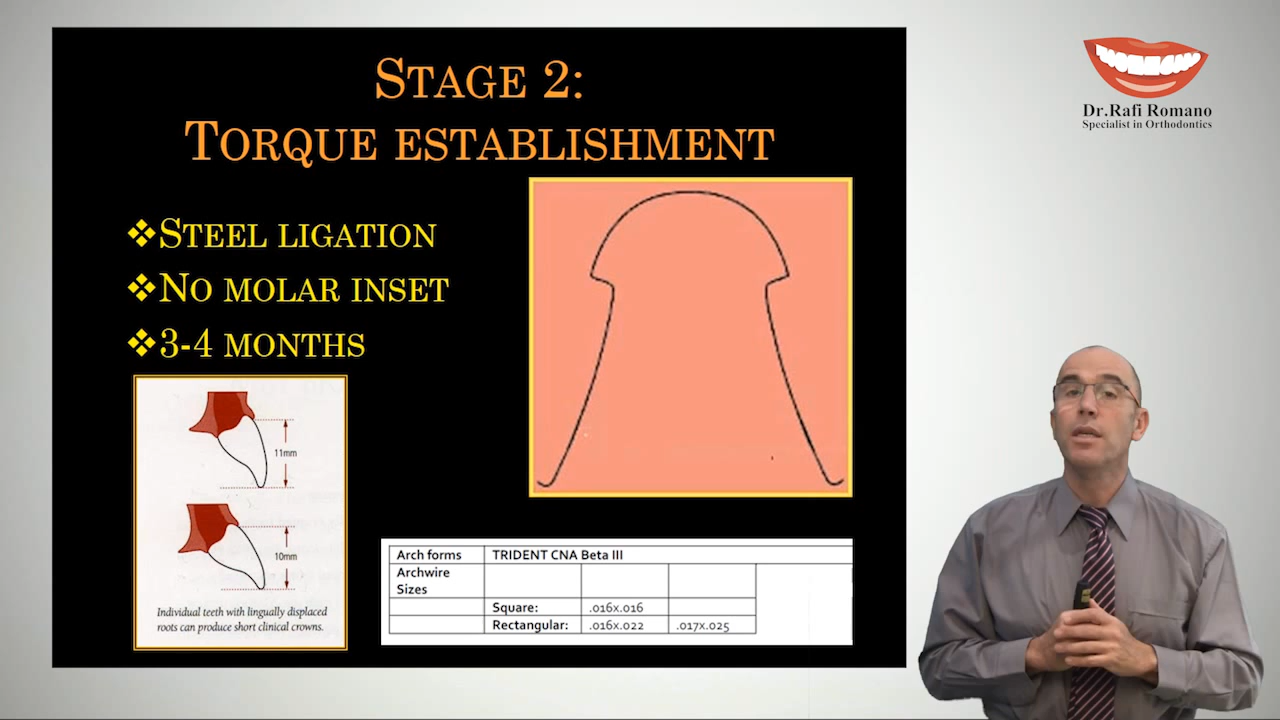 STAGE 2:
TORQUE ESTABLISHMENT
❖STEEL LIGATION
❖NO MOLAR INSET
❖3-4 MONTHS
11mm
10mm
Individual teeth with lingually displaced
roots can produce short clinical crowns.
Arch forms TRIDENT CNA Beta III
Archwire
Sizes
Square: .016x.016
Rectangular: .016x.022 .017x.025
Dr.Rafi Romano
Specialist in Orthodontics